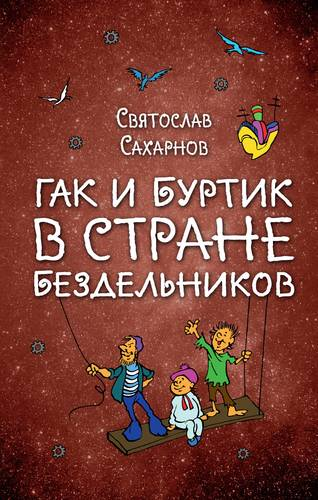 Святослав
Сахарнов
Гак и Буртик
в стране
бездельников